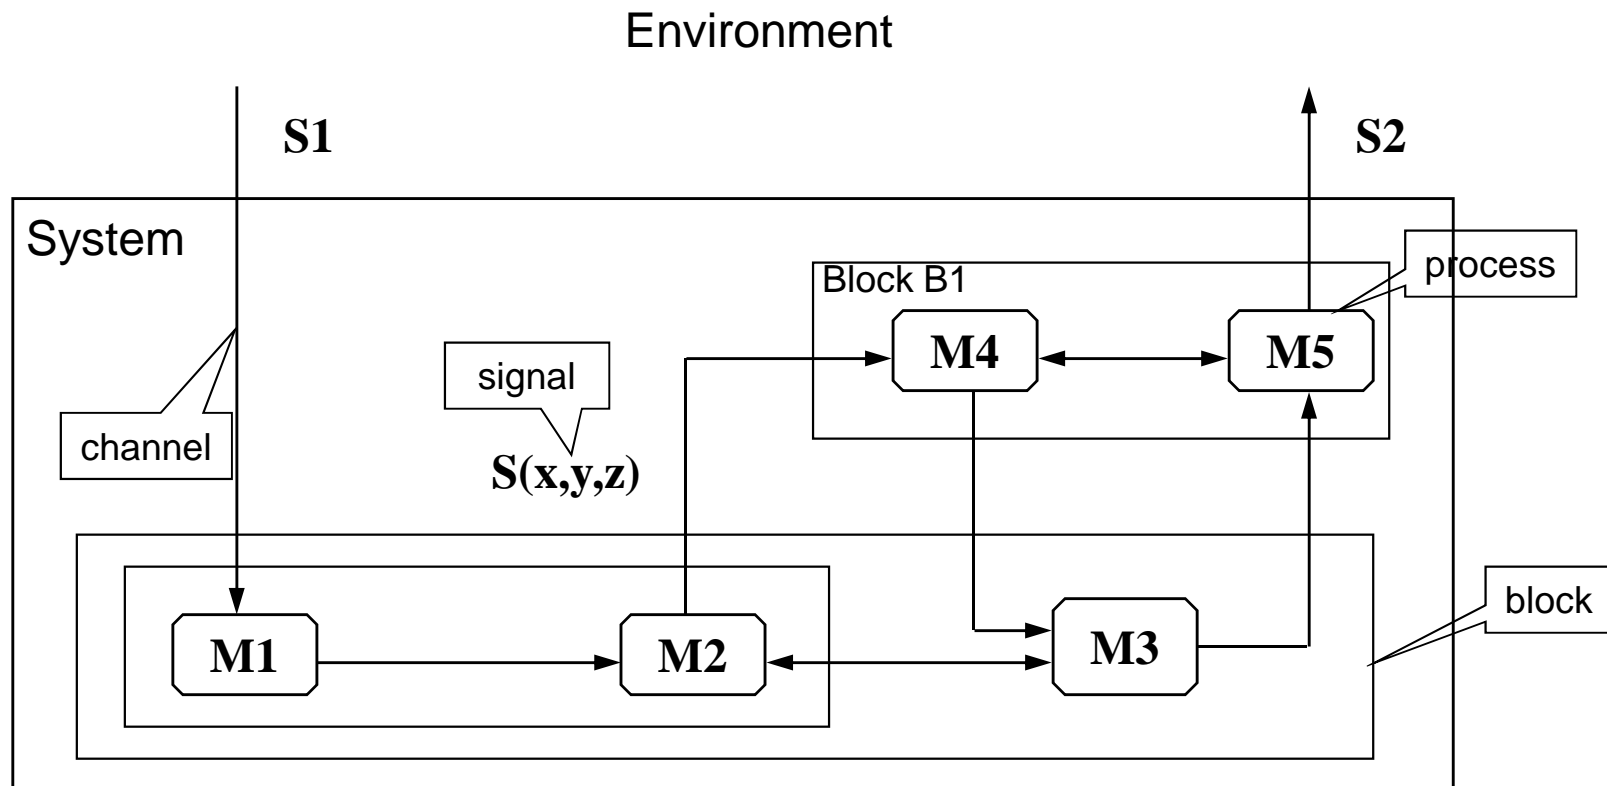 Environment
S1
S2
System
process
Block B1
M4
M5
signal
channel
S(x,y,z)
block
M1
M2
M3